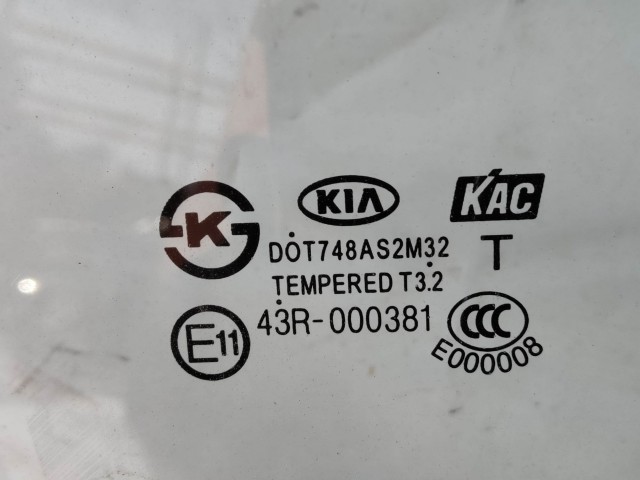 K
KIA
KAC
DOT748AS2M32
T
TEMPERED T3.2
E11
43R-000381
CCC
E000008